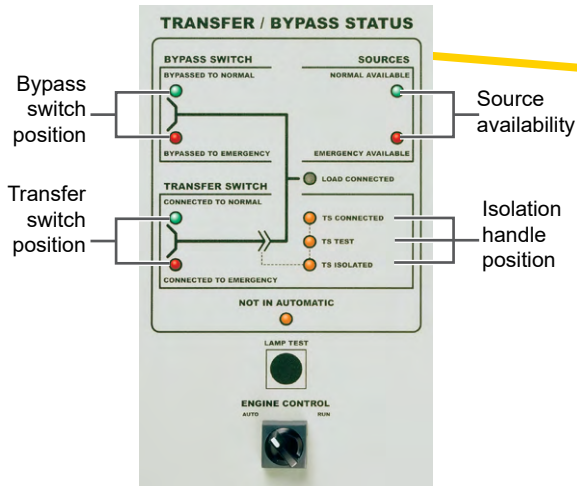 TRANSFER / BYPASS STATUS
BYPASS SWITCH
SOURCES
BYPASSED TO NORMAL
NORMAL AVAILABLE
Bypass
switch
position
Source
availability
BYPASSED TO EMERGENCY
EMERGENCY AVAILABLE
LOAD CONNECTED
TRANSFER SWITCH
CONNECTED TO NORMAL
Transfer
switch
position
TS CONNECTED
TS TEST
TS ISOLATED
Isolation
handle
position
CONNECTED TO EMERGENCY
NOT IN AUTOMATIC
LAMP TEST
ENGINE CONTROL
AUTO
RUN